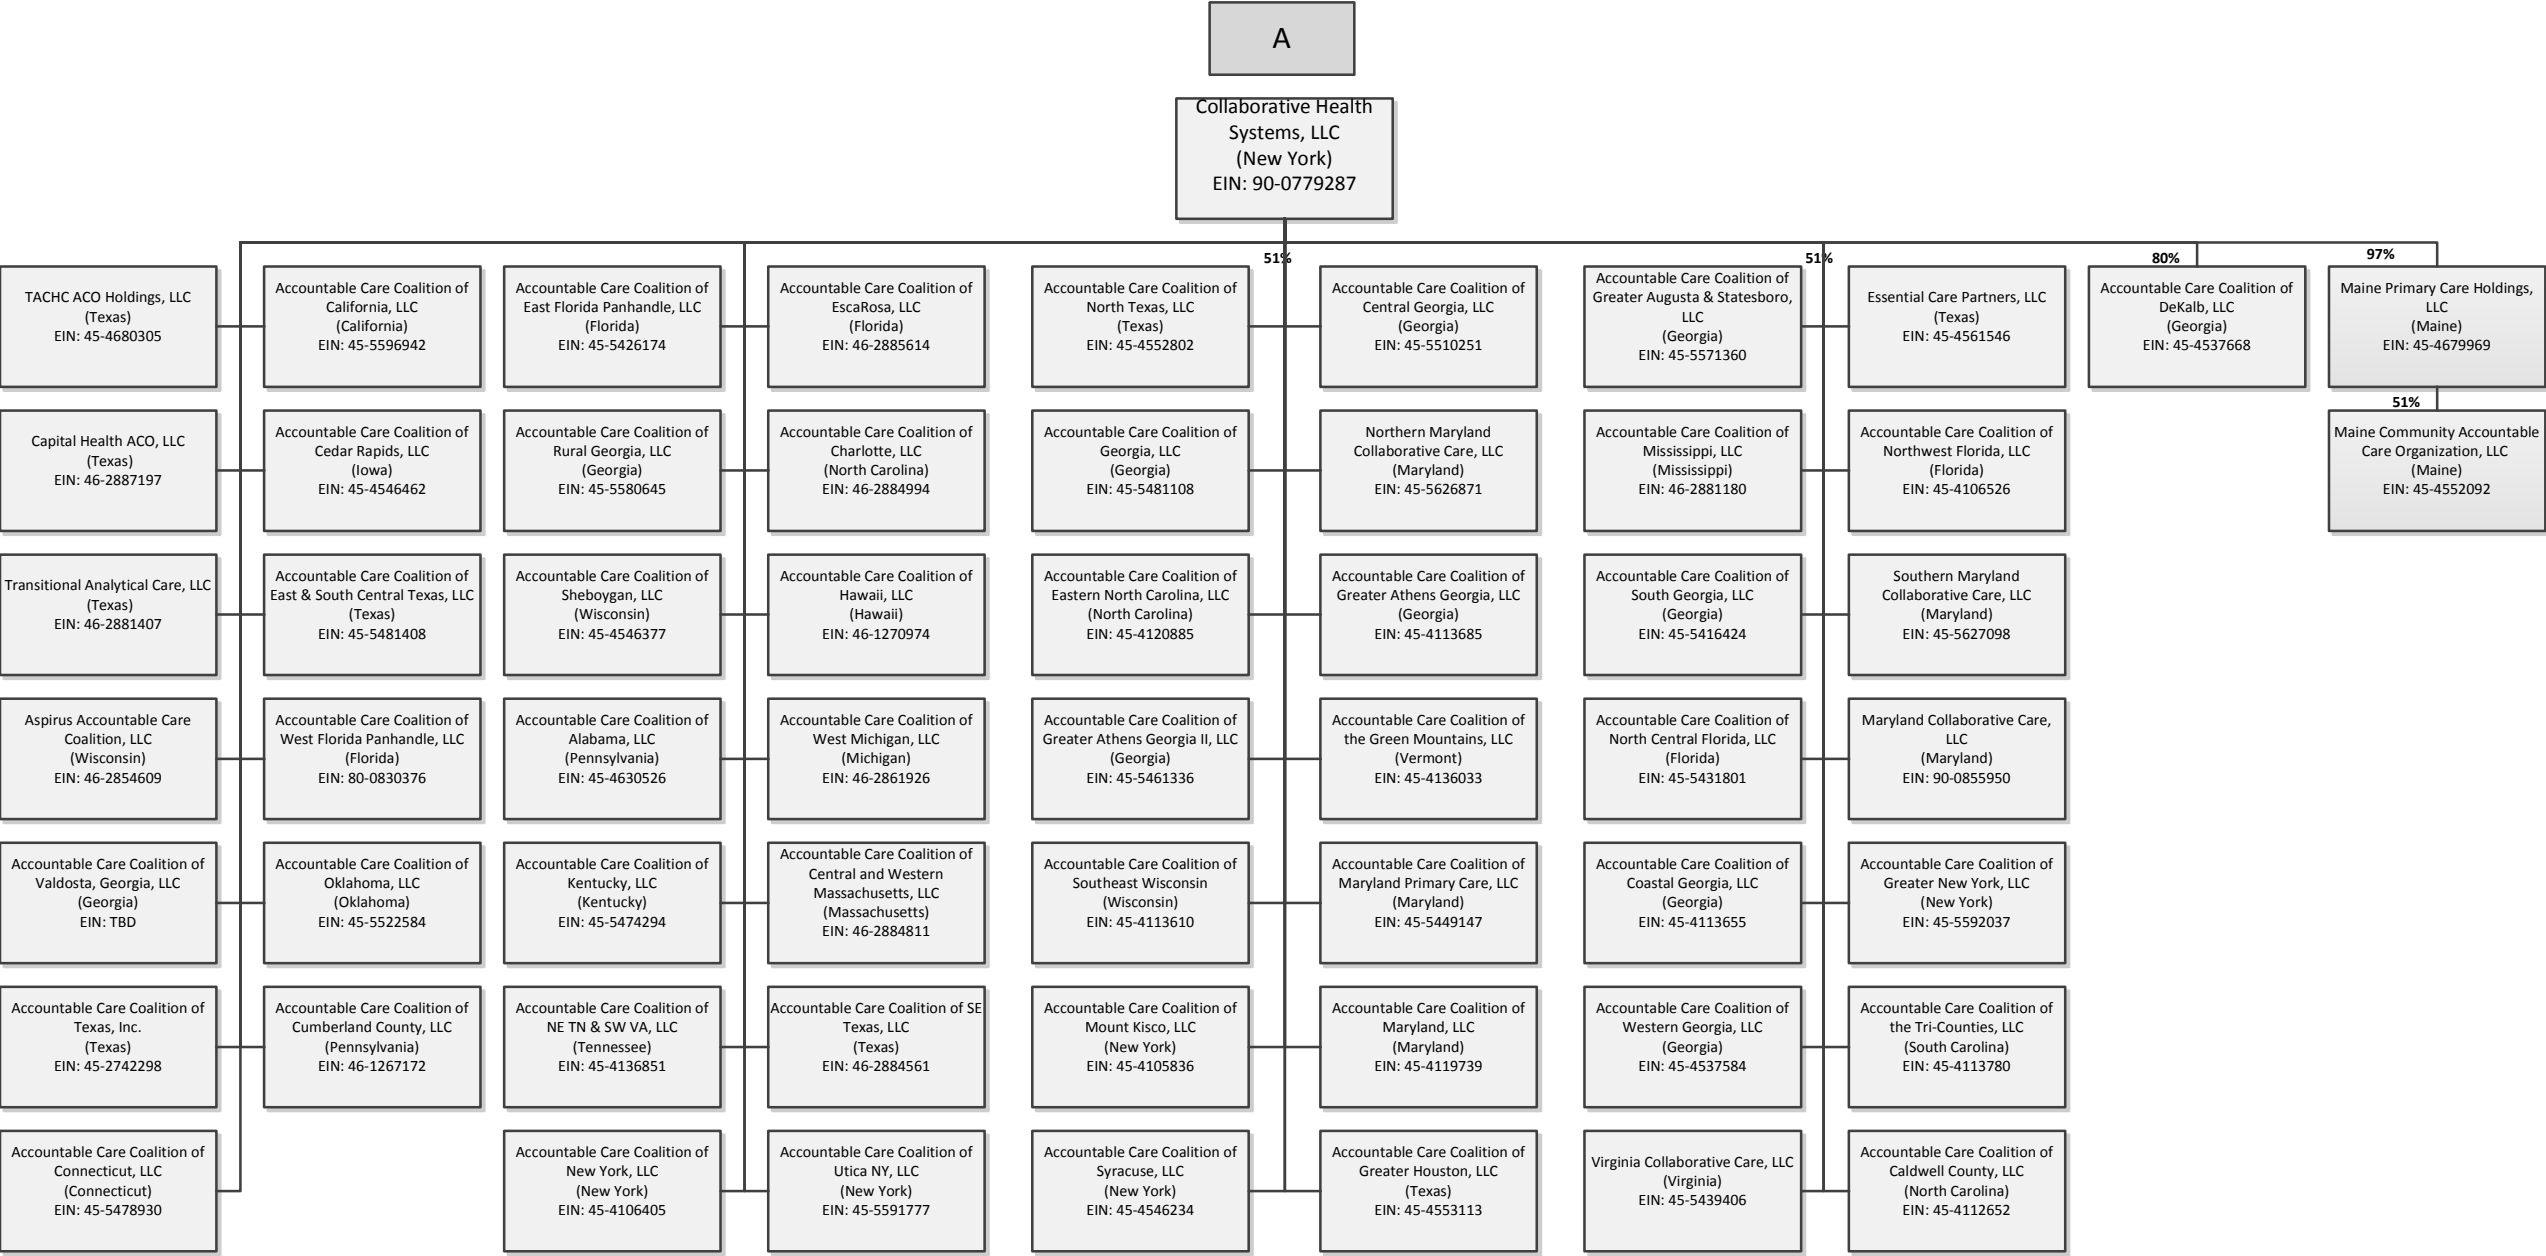 A
Collaborative Health
Systems, LLC
(New York)
EIN: 90-0779287
51%
51%
80%
97%
TACHC ACO Holdings, LLC
(Texas)
EIN: 45-4680305
Accountable Care Coalition of
California, LLC
(California)
EIN: 45-5596942
Accountable Care Coalition of
East Florida Panhandle, LLC
(Florida)
EIN: 45-5426174
Accountable Care Coalition of
EscaRosa, LLC
(Florida)
EIN: 46-2885614
Accountable Care Coalition of
North Texas, LLC
(Texas)
EIN: 45-4552802
Accountable Care Coalition of
Central Georgia, LLC
(Georgia)
EIN: 45-5510251
Accountable Care Coalition of
Greater Augusta & Statesboro,
LLC
(Georgia)
EIN: 45-5571360
Essential Care Partners, LLC
(Texas)
EIN: 45-4561546
Accountable Care Coalition of
DeKalb, LLC
(Georgia)
EIN: 45-4537668
Maine Primary Care Holdings,
LLC
(Maine)
EIN: 45-4679969
51%
Capital Health ACO, LLC
(Texas)
EIN: 46-2887197
Accountable Care Coalition of
Cedar Rapids, LLC
(Iowa)
EIN: 45-4546462
Accountable Care Coalition of
Rural Georgia, LLC
(Georgia)
EIN: 45-5580645
Accountable Care Coalition of
Charlotte, LLC
(North Carolina)
EIN: 46-2884994
Accountable Care Coalition of
Georgia, LLC
(Georgia)
EIN: 45-5481108
Northern Maryland
Collaborative Care, LLC
(Maryland)
EIN: 45-5626871
Accountable Care Coalition of
Mississippi, LLC
(Mississippi)
EIN: 46-2881180
Accountable Care Coalition of
Northwest Florida, LLC
(Florida)
EIN: 45-4106526
Maine Community Accountable
Care Organization, LLC
(Maine)
EIN: 45-4552092
Transitional Analytical Care, LLC
(Texas)
EIN: 46-2881407
Accountable Care Coalition of
East & South Central Texas, LLC
(Texas)
EIN: 45-5481408
Accountable Care Coalition of
Sheboygan, LLC
(Wisconsin)
EIN: 45-4546377
Accountable Care Coalition of
Hawaii, LLC
(Hawaii)
EIN: 46-1270974
Accountable Care Coalition of
Eastern North Carolina, LLC
(North Carolina)
EIN: 45-4120885
Accountable Care Coalition of
Greater Athens Georgia, LLC
(Georgia)
EIN: 45-4113685
Accountable Care Coalition of
South Georgia, LLC
(Georgia)
EIN: 45-5416424
Southern Maryland
Collaborative Care, LLC
(Maryland)
EIN: 45-5627098
Aspirus Accountable Care
Coalition, LLC
(Wisconsin)
EIN: 46-2854609
Accountable Care Coalition of
West Florida Panhandle, LLC
(Florida)
EIN: 80-0830376
Accountable Care Coalition of
Alabama, LLC
(Pennsylvania)
EIN: 45-4630526
Accountable Care Coalition of
West Michigan, LLC
(Michigan)
EIN: 46-2861926
Accountable Care Coalition of
Greater Athens Georgia II, LLC
(Georgia)
EIN: 45-5461336
Accountable Care Coalition of
the Green Mountains, LLC
(Vermont)
EIN: 45-4136033
Accountable Care Coalition of
North Central Florida, LLC
(Florida)
EIN: 45-5431801
Maryland Collaborative Care,
LLC
(Maryland)
EIN: 90-0855950
Accountable Care Coalition of
Valdosta, Georgia, LLC
(Georgia)
EIN: TBD
Accountable Care Coalition of
Oklahoma, LLC
(Oklahoma)
EIN: 45-5522584
Accountable Care Coalition of
Kentucky, LLC
(Kentucky)
EIN: 45-5474294
Accountable Care Coalition of
Central and Western
Massachusetts, LLC
(Massachusetts)
EIN: 46-2884811
Accountable Care Coalition of
Southeast Wisconsin
(Wisconsin)
EIN: 45-4113610
Accountable Care Coalition of
Maryland Primary Care, LLC
(Maryland)
EIN: 45-5449147
Accountable Care Coalition of
Coastal Georgia, LLC
(Georgia)
EIN: 45-4113655
Accountable Care Coalition of
Greater New York, LLC
(New York)
EIN: 45-5592037
Accountable Care Coalition of
Texas, Inc.
(Texas)
EIN: 45-2742298
Accountable Care Coalition of
Cumberland County, LLC
(Pennsylvania)
EIN: 46-1267172
Accountable Care Coalition of
NE TN & SW VA, LLC
(Tennessee)
EIN: 45-4136851
Accountable Care Coalition of SE
Texas, LLC
(Texas)
EIN: 46-2884561
Accountable Care Coalition of
Mount Kisco, LLC
(New York)
EIN: 45-4105836
Accountable Care Coalition of
Maryland, LLC
(Maryland)
EIN: 45-4119739
Accountable Care Coalition of
Western Georgia, LLC
(Georgia)
EIN: 45-4537584
Accountable Care Coalition of
the Tri-Counties, LLC
(South Carolina)
EIN: 45-4113780
Accountable Care Coalition of
Connecticut, LLC
(Connecticut)
EIN: 45-5478930
Accountable Care Coalition of
New York, LLC
(New York)
EIN: 45-4106405
Accountable Care Coalition of
Utica NY, LLC
(New York)
EIN: 45-5591777
Accountable Care Coalition of
Syracuse, LLC
(New York)
EIN: 45-4546234
Accountable Care Coalition of
Greater Houston, LLC
(Texas)
EIN: 45-4553113
Virginia Collaborative Care, LLC
(Virginia)
EIN: 45-5439406
Accountable Care Coalition of
Caldwell County, LLC
(North Carolina)
EIN: 45-4112652